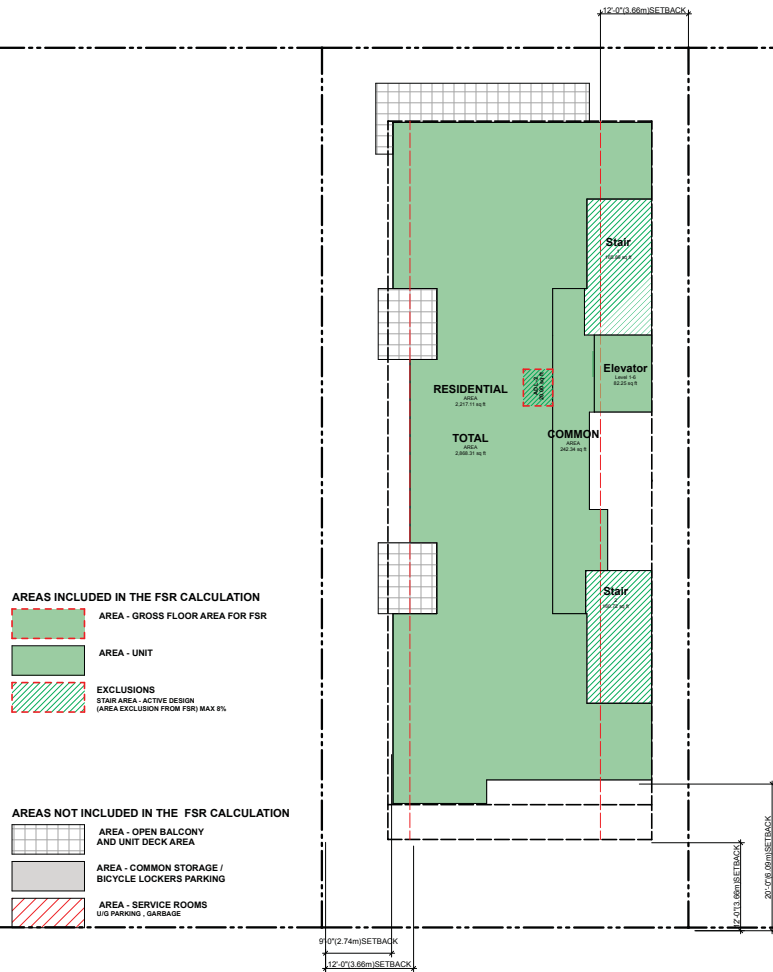 12'-0"(3.66m)SETBACK
Stair
1
Elevator
Level 1-6
82.25 sq ft
RESIDENTIAL
AREA
2,217.11 sq ft
TOTAL
AREA
2,868.31 sq ft
COMMON
AREA
242.34 sq ft
Stair
AREAS INCLUDED IN THE FSR CALCULATION
AREA - GROSS FLOOR AREA FOR FSR
AREA - UNIT
EXCLUSIONS
STAIR AREA - ACTIVE DESIGN
(AREA EXCLUSION FROM FSR) MAX 8%
AREAS NOT INCLUDED IN THE FSR CALCULATION
AREA - OPEN BALCONY
AND UNIT DECK AREA
AREA - COMMON STORAGE /
BICYCLE LOCKERS PARKING
AREA - SERVICE ROOMS
U/G PARKING , GARBAGE
12'-0"(3.66m)SETBACK
20'-0"(6.09m)SETBACK
9'-0"(2.74m)SETBACK
12'-0"(3.66m)SETBACK